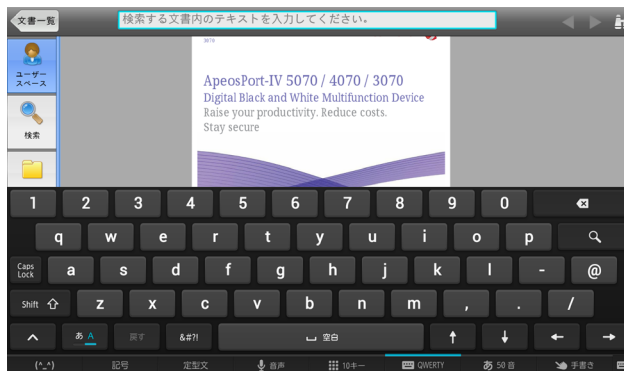 文書一覧
検索する文書内のテキストを入力してください。
3070
ユーザー
スペース
検索
ApeosPort-IV 5070 / 4070 / 3070
Digital Black and White Multifunction Device
Raise your productivity. Reduce costs.
Stay secure
1 2 3 4 5 6 7 8 9 0
q w e r t y u i o p
Caps Lock a s d f g h j k l - @
Shift z x c v b n m , . /
あ A 戻す &#?! 空白
(^_^) 記号 定型文 音声 10キー QWERTY あ 50音 手書き